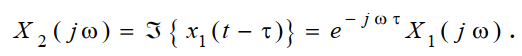 X₂(jω) = ℑ{x₁(t − τ)} = e^{−jωτ} X₁(jω).